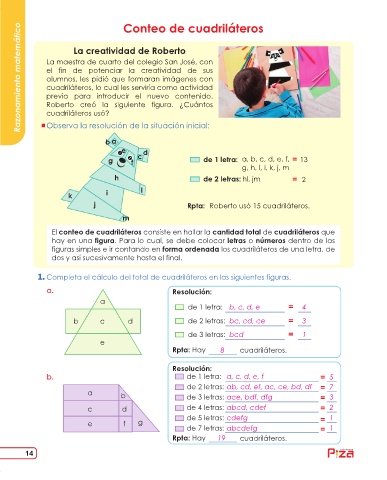 Conteo de cuadriláteros
Razonamiento matemático
La creatividad de Roberto
La maestra de cuarto del colegio San José, con
el fin de potenciar la creatividad de sus
alumnos, les pidió que formaran imágenes con
cuadriláteros, lo cual les serviría como actividad
previa para introducir el nuevo contenido.
Roberto creó la siguiente figura. ¿Cuántos
cuadriláteros usó?
Observa la resolución de la situación inicial:
b a
e d
g f c
h
i l
k
j
m
de 1 letra: a, b, c, d, e, f, = 13
g, h, l, i, k, j, m
de 2 letras: hi, jm = 2
Rpta: Roberto usó 15 cuadriláteros.
El conteo de cuadriláteros consiste en hallar la cantidad total de cuadriláteros que
hay en una figura. Para lo cual, se debe colocar letras o números dentro de las
figuras simples e ir contando en forma ordenada los cuadriláteros de una letra, de
dos y así sucesivamente hasta el final.
1. Completa el cálculo del total de cuadriláteros en las siguientes figuras.
a.
a
b c d
e
Resolución:
de 1 letra: b, c, d, e = 4
de 2 letras: bc, cd, ce = 3
de 3 letras: bcd = 1
Rpta: Hay 8 cuadriláteros.
b.
a b
c d
e f g
Resolución:
de 1 letra: a, c, d, e, f = 5
de 2 letras: ab, cd, ef, ac, ce, bd, df = 7
de 3 letras: ace, bdf, dfg = 3
de 4 letras: abcd, cdef = 2
de 5 letras: cdefg = 1
de 7 letras: abcdefg = 1
Rpta: Hay 19 cuadriláteros.
14